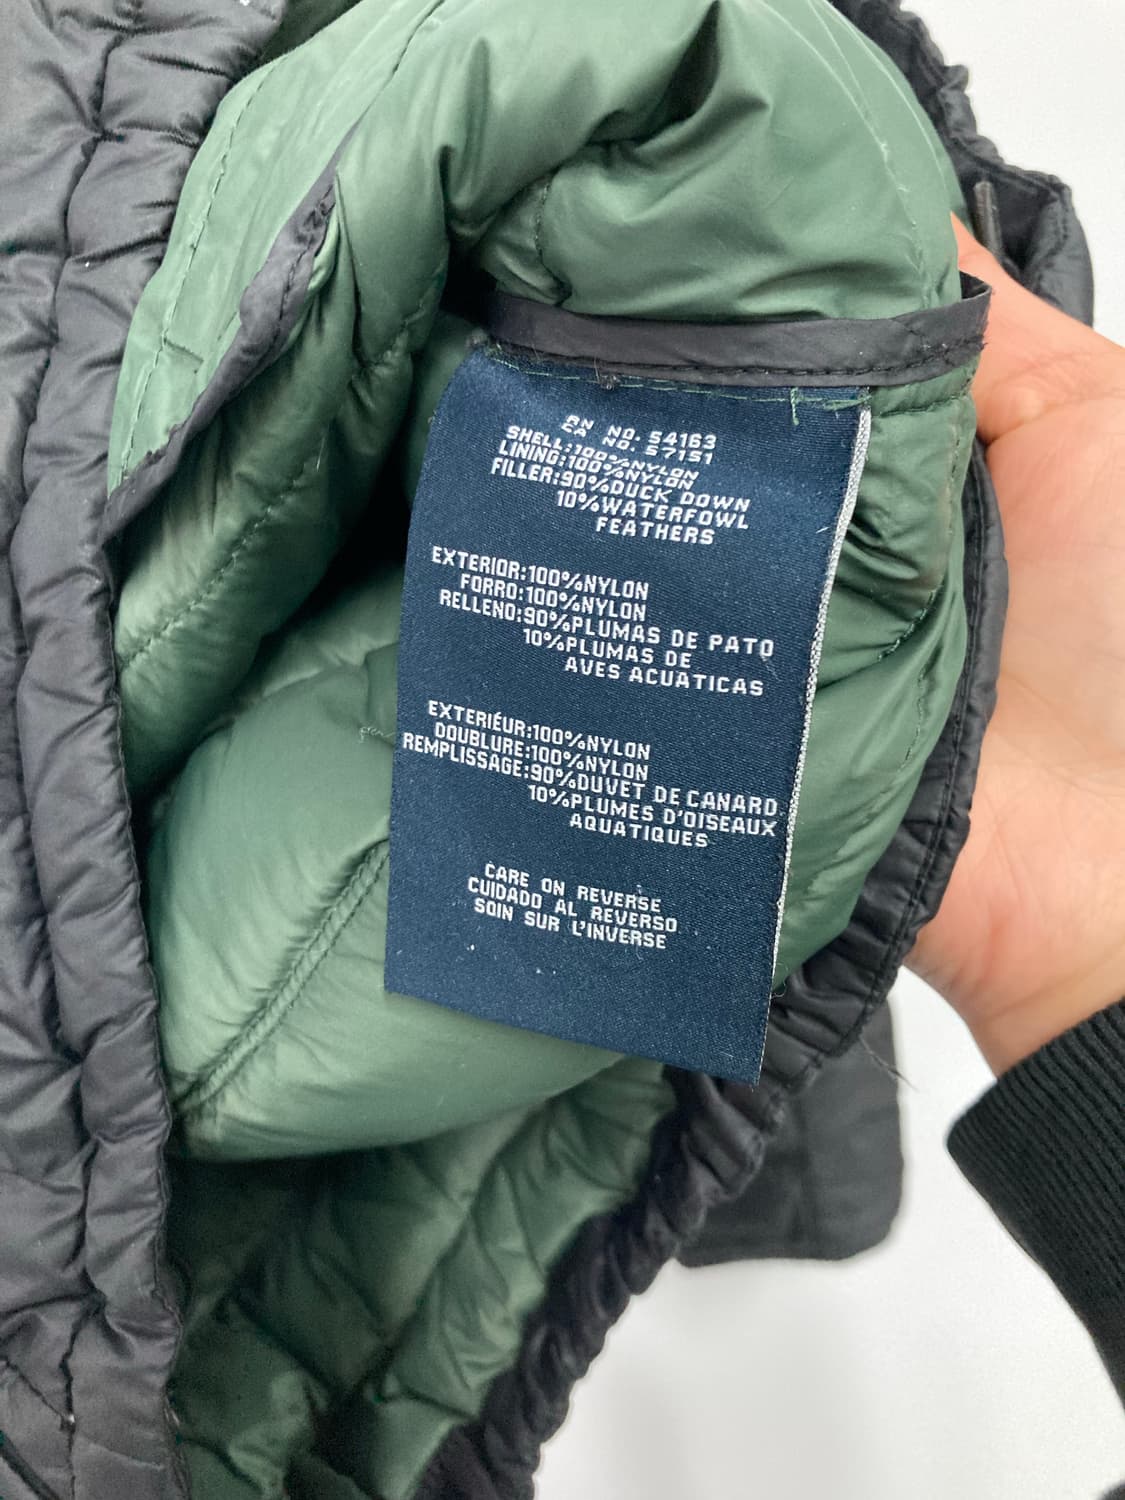 RN NO. 54163
CA NO. 57151
SHELL:100%NYLON
LINING:100%NYLON
FILLER:90%DUCK DOWN
10%WATERFOWL
FEATHERS
EXTERIOR:100%NYLON
FORRO:100%NYLON
RELLENO:90%PLUMAS DE PATO
10%PLUMAS DE
AVES ACUATICAS
EXTERIÉUR:100%NYLON
DOUBLURE:100%NYLON
REMPLISSAGE:90%DUVET DE CANARD
10%PLUMES D'OISEAUX
AQUATIQUES
CARE ON REVERSE
CUIDADO AL REVERSO
SOIN SUR L'INVERSE